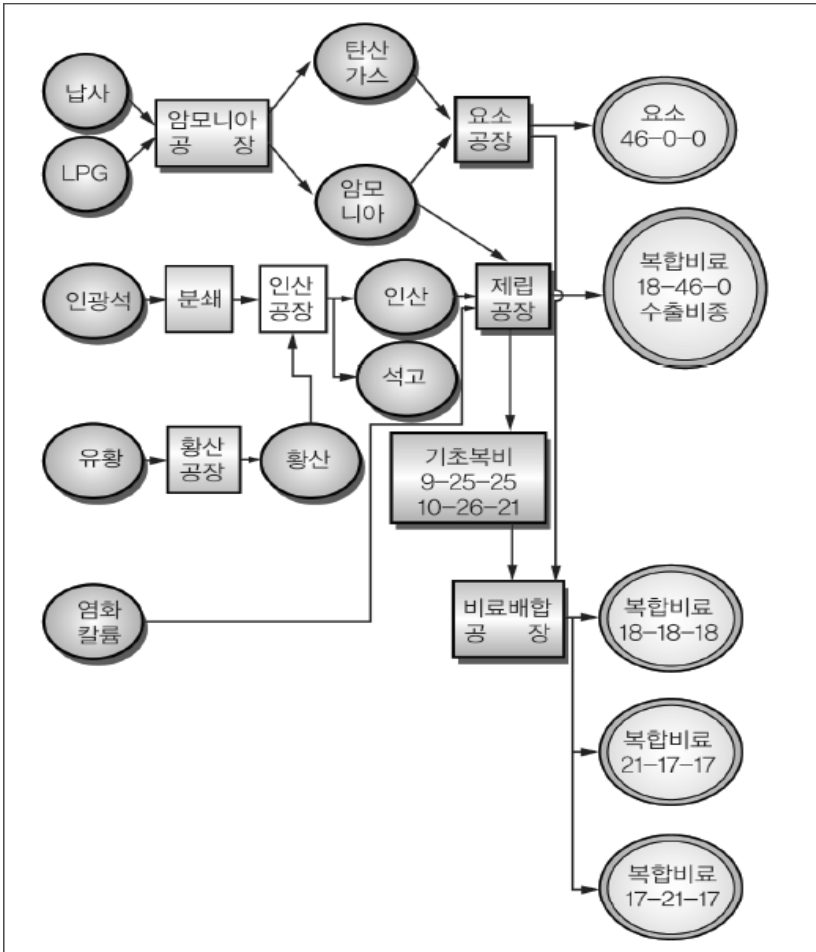 납사
LPG
암모니아
공 장
탄산
가스
암모
니아
요소
공장
요소
46-0-0
인광석
분쇄
인산
공장
인산
석고
제립
공장
복합비료
18-46-0
수출비종
유황
황산
공장
황산
기초복비
9-25-25
10-26-21
염화
칼륨
비료배합
공 장
복합비료
18-18-18
복합비료
21-17-17
복합비료
17-21-17